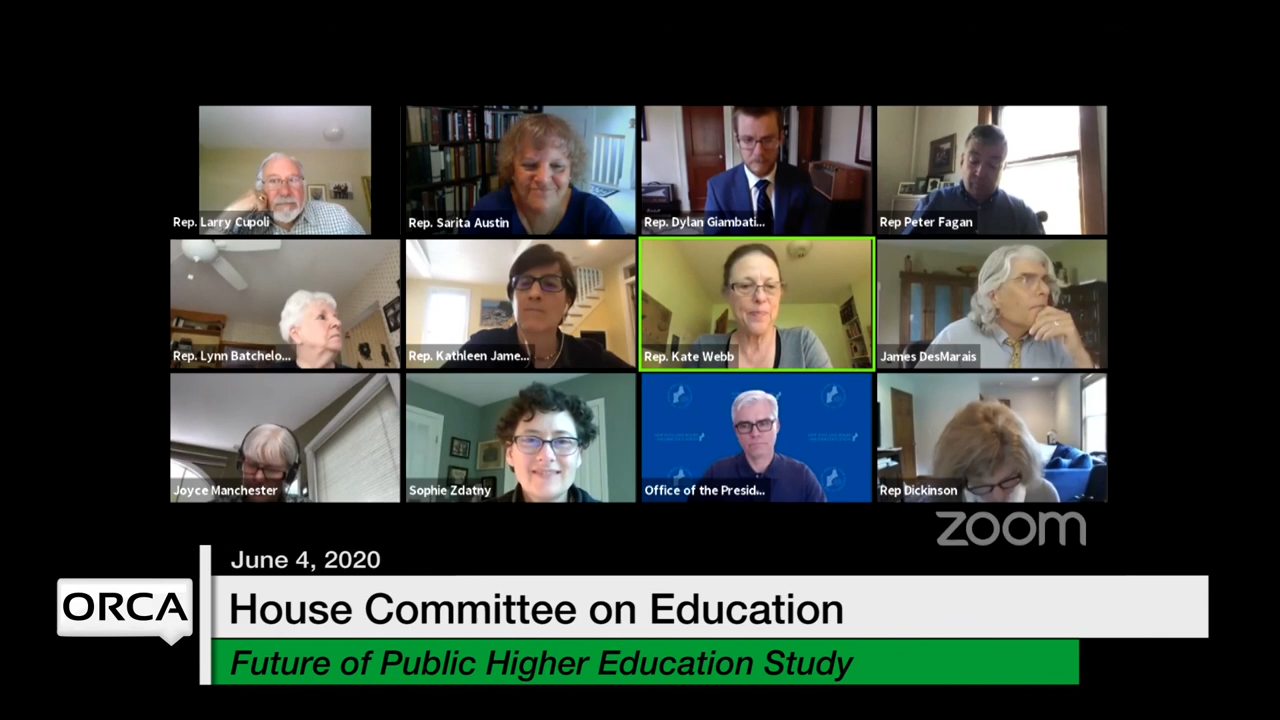 Rep. Larry Cupoli
Rep. Sarita Austin
Rep. Dylan Giambati...
Rep Peter Fagan
Rep. Lynn Batchelo...
Rep. Kathleen Jame...
Rep. Kate Webb
James DesMarais
Joyce Manchester
Sophie Zdatny
Office of the Presid...
Rep Dickinson
zoom
June 4, 2020
ORCA
House Committee on Education
Future of Public Higher Education Study